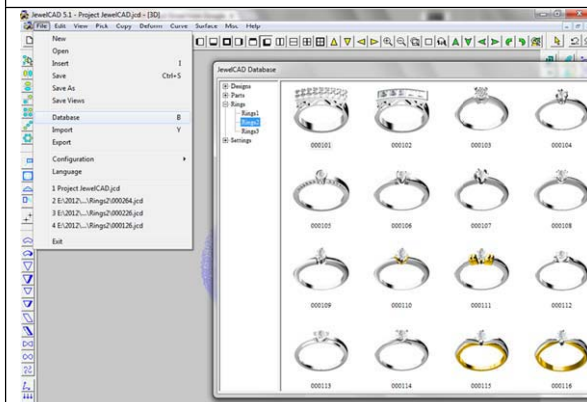 JewelCAD 5.1 - Project JewelCAD.jcd - [3D]
File Edit View Pick Copy Deform Curve Surface Misc Help
New
Open
Insert I
Save Ctrl+S
Save As
Save Views
Database B
Import Y
Export
Configuration
Language
1 Project JewelCAD.jcd
2 E:\2012\...\Rings2\000264.jcd
3 E:\2012\...\Rings2\000226.jcd
4 E:\2012\...\Rings2\000126.jcd
Exit
JewelCAD Database
Designs
Parts
Rings
Rings1
Rings2
Rings3
Settings
000101 000102 000103 000104
000105 000106 000107 000108
000109 000110 000111 000112
000113 000114 000115 000116